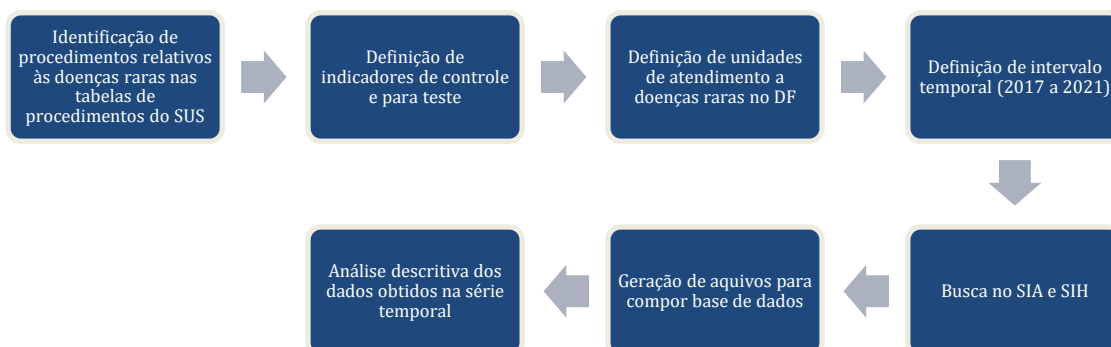 Identificação de
procedimentos relativos
às doenças raras nas
tabelas de
procedimentos do SUS
Definição de
indicadores de controle
e para teste
Definição de unidades
de atendimento a
doenças raras no DF
Definição de intervalo
temporal (2017 a 2021)
Busca no SIA e SIH
Geração de aquivos para
compor base de dados
Análise descritiva dos
dados obtidos na série
temporal